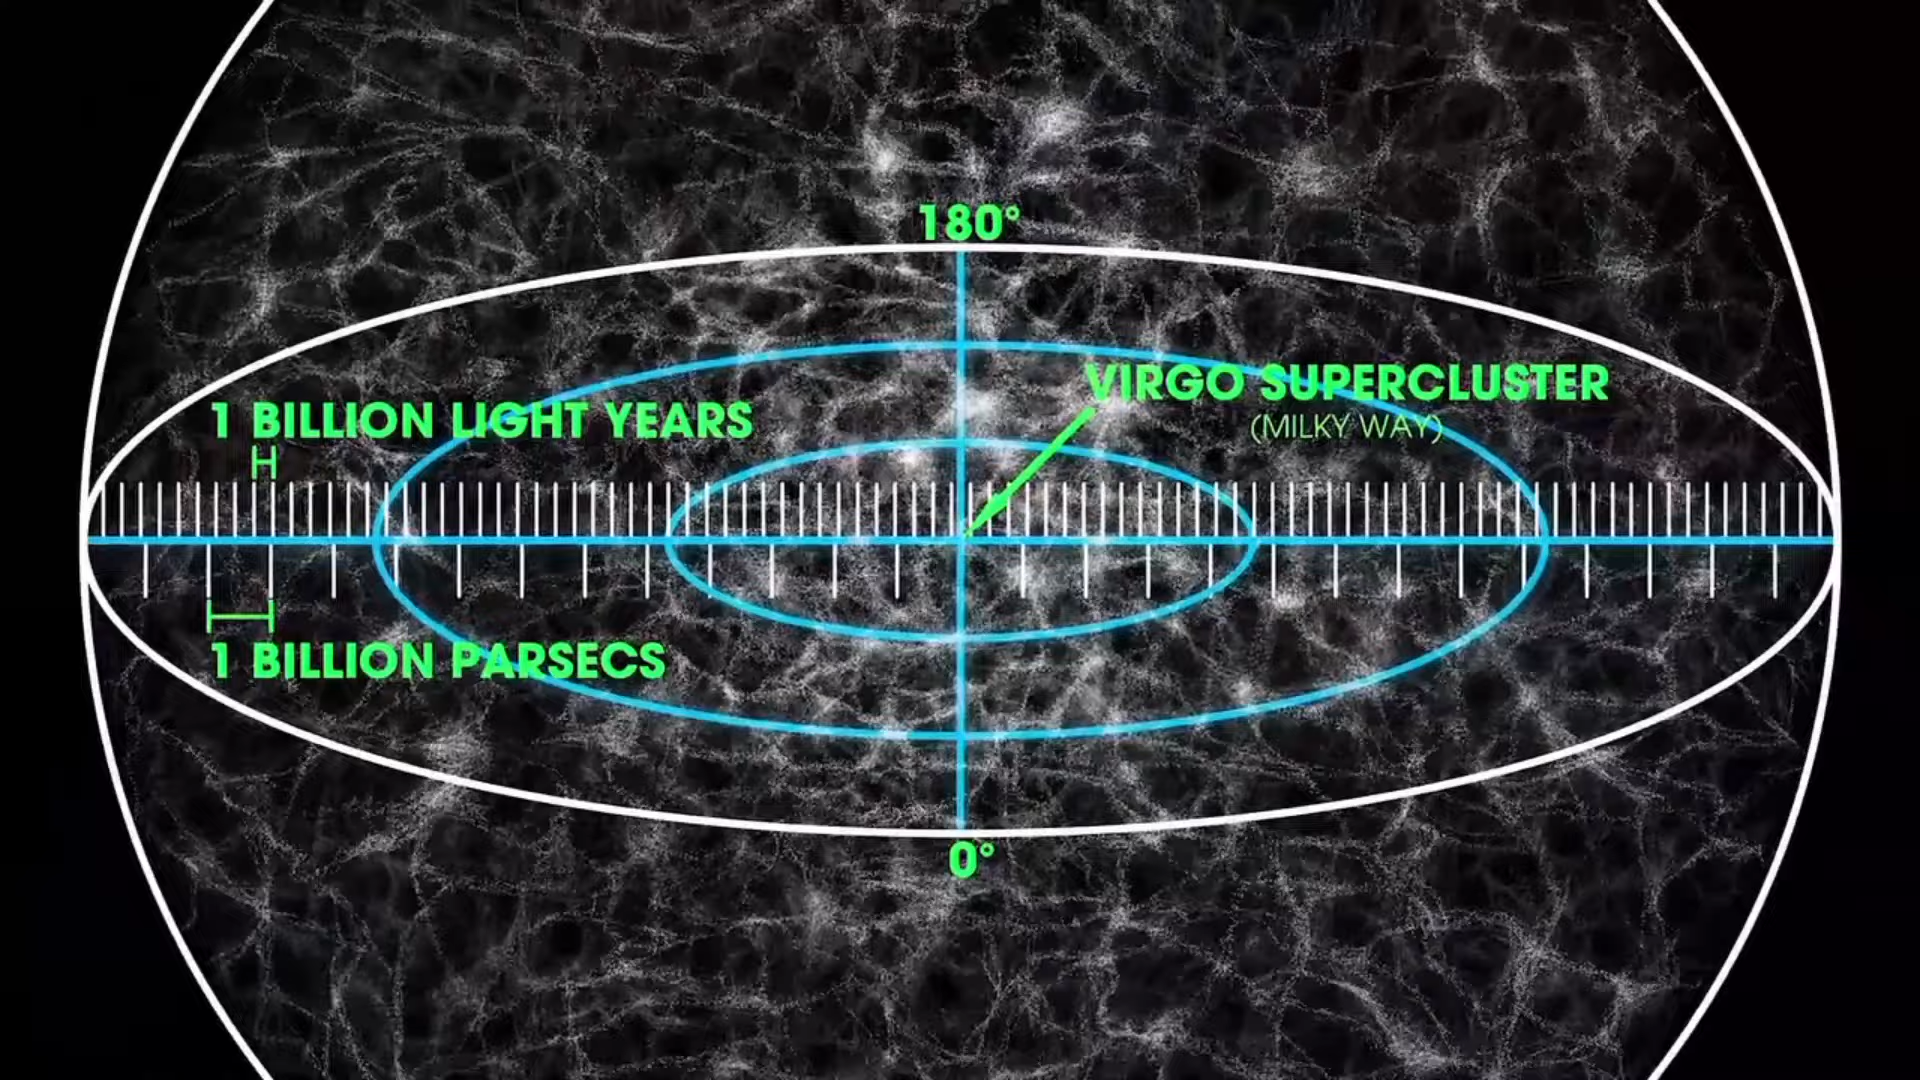 180°
VIRGO SUPERCLUSTER
(MILKY WAY)
1 BILLION LIGHT YEARS
1 BILLION PARSECS
0°